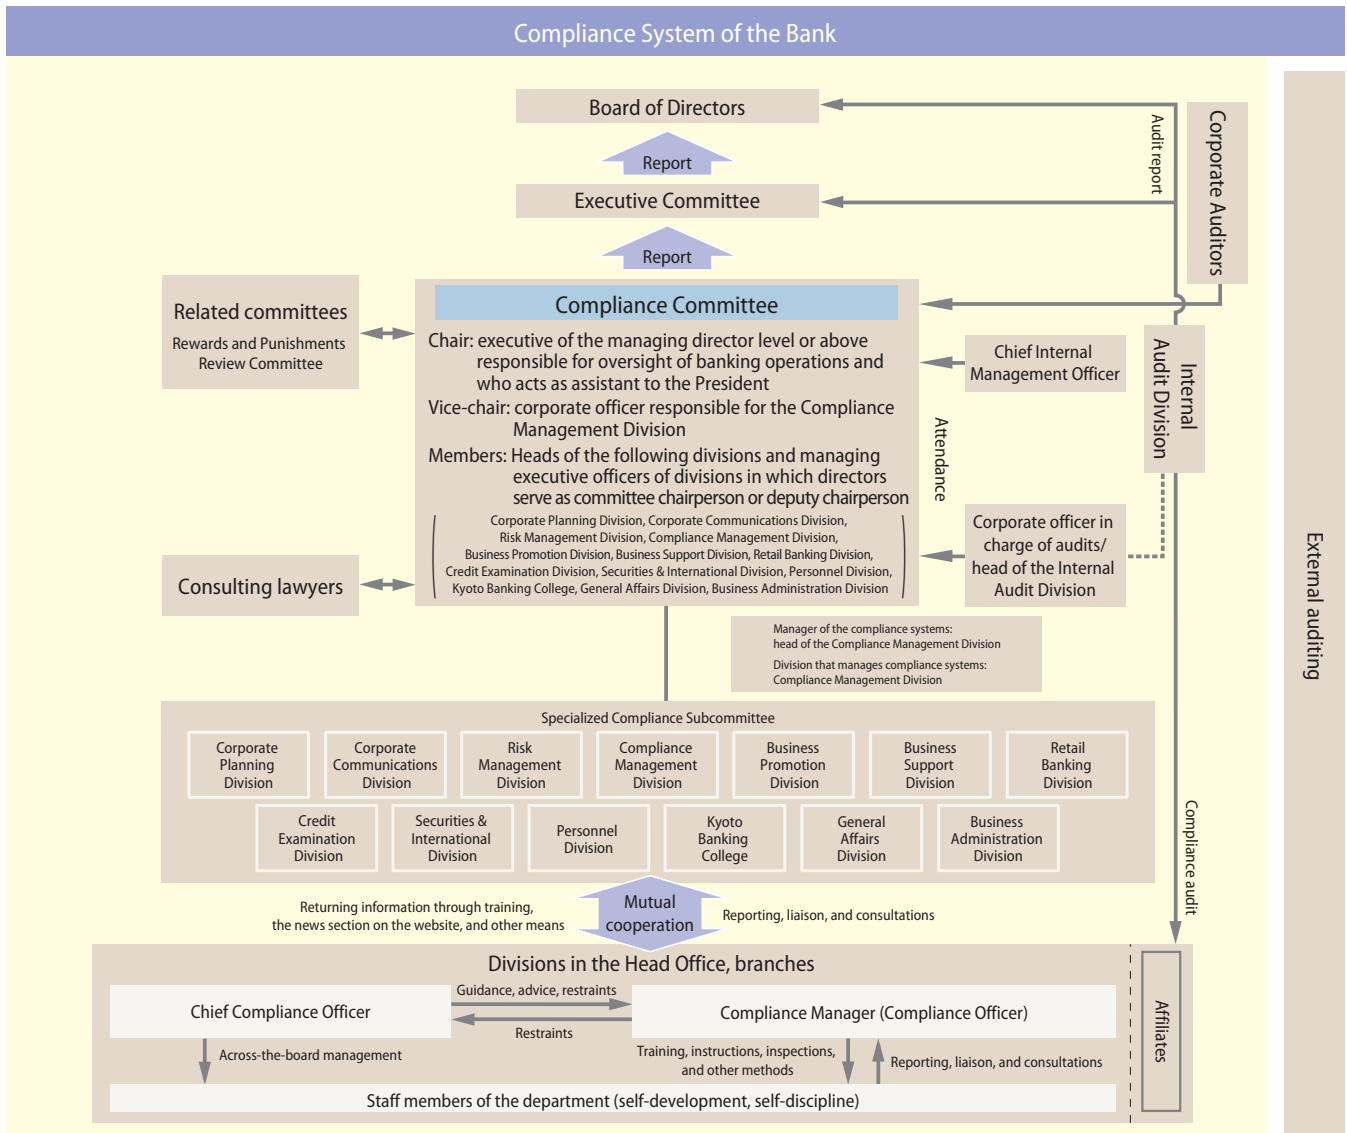 Compliance System of the Bank
Board of Directors
Report
Executive Committee
Report
Audit report
Corporate Auditors
Related committees
Rewards and Punishments
Review Committee
Compliance Committee
Chair: executive of the managing director level or above
responsible for oversight of banking operations and
who acts as assistant to the President
Vice-chair: corporate officer responsible for the Compliance
Management Division
Members: Heads of the following divisions and managing
executive officers of divisions in which directors
serve as committee chairperson or deputy chairperson
Corporate Planning Division, Corporate Communications Division,
Risk Management Division, Compliance Management Division,
Business Promotion Division, Business Support Division, Retail Banking Division,
Credit Examination Division, Securities & International Division, Personnel Division,
Kyoto Banking College, General Affairs Division, Business Administration Division
Consulting lawyers
Chief Internal
Management Officer
Attendance
Internal
Audit Division
Corporate officer in
charge of audits/
head of the Internal
Audit Division
External auditing
Manager of the compliance systems:
head of the Compliance Management Division
Division that manages compliance systems:
Compliance Management Division
Specialized Compliance Subcommittee
Corporate
Planning
Division
Corporate
Communications
Division
Risk
Management
Division
Compliance
Management
Division
Business
Promotion
Division
Business
Support
Division
Retail
Banking
Division
Credit
Examination
Division
Securities &
International
Division
Personnel
Division
Kyoto
Banking
College
General
Affairs
Division
Business
Administration
Division
Compliance audit
Returning information through training,
the news section on the website, and other means
Mutual
cooperation
Reporting, liaison, and consultations
Divisions in the Head Office, branches
Chief Compliance Officer
Guidance, advice, restraints
Restraints
Compliance Manager (Compliance Officer)
Across-the-board management
Training, instructions, inspections,
and other methods
Reporting, liaison, and consultations
Staff members of the department (self-development, self-discipline)
Affiliates